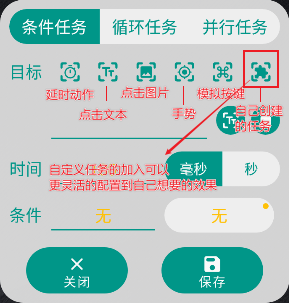 条件任务 循环任务 并行任务
目标
延时动作 点击图片 模拟按键 自己创建
点击文本 手势 的任务
自定义任务的加入可以
更灵活的配置到自己想要的效果
时间 毫秒 秒
条件 无 无
关闭 保存